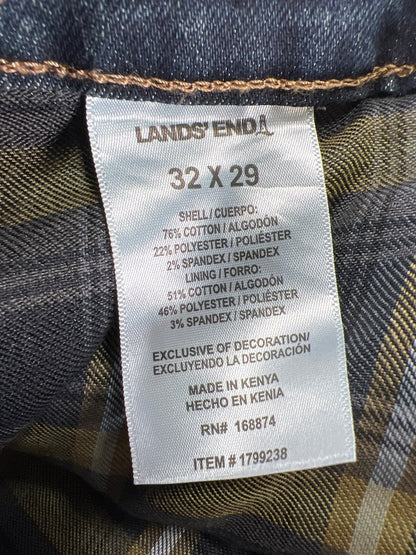 LANDS' END
32 X 29
SHELL / CUERPO:
76% COTTON / ALGODÓN
22% POLYESTER / POLIÉSTER
2% SPANDEX / SPANDEX
LINING / FORRO:
51% COTTON / ALGODÓN
46% POLYESTER / POLIÉSTER
3% SPANDEX / SPANDEX
EXCLUSIVE OF DECORATION/
EXCLUYENDO LA DECORACIÓN
MADE IN KENYA
HECHO EN KENIA
RN# 168874
ITEM # 1799238